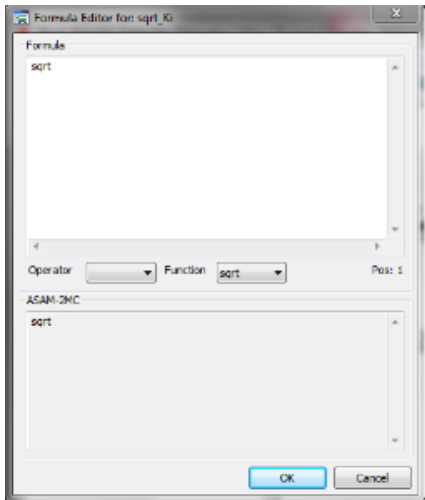 Formula Editor for: sqrt_Ki
Formula
sqrt
Operator Function sqrt Pos: 1
ASAM-2MC
sqrt
OK Cancel